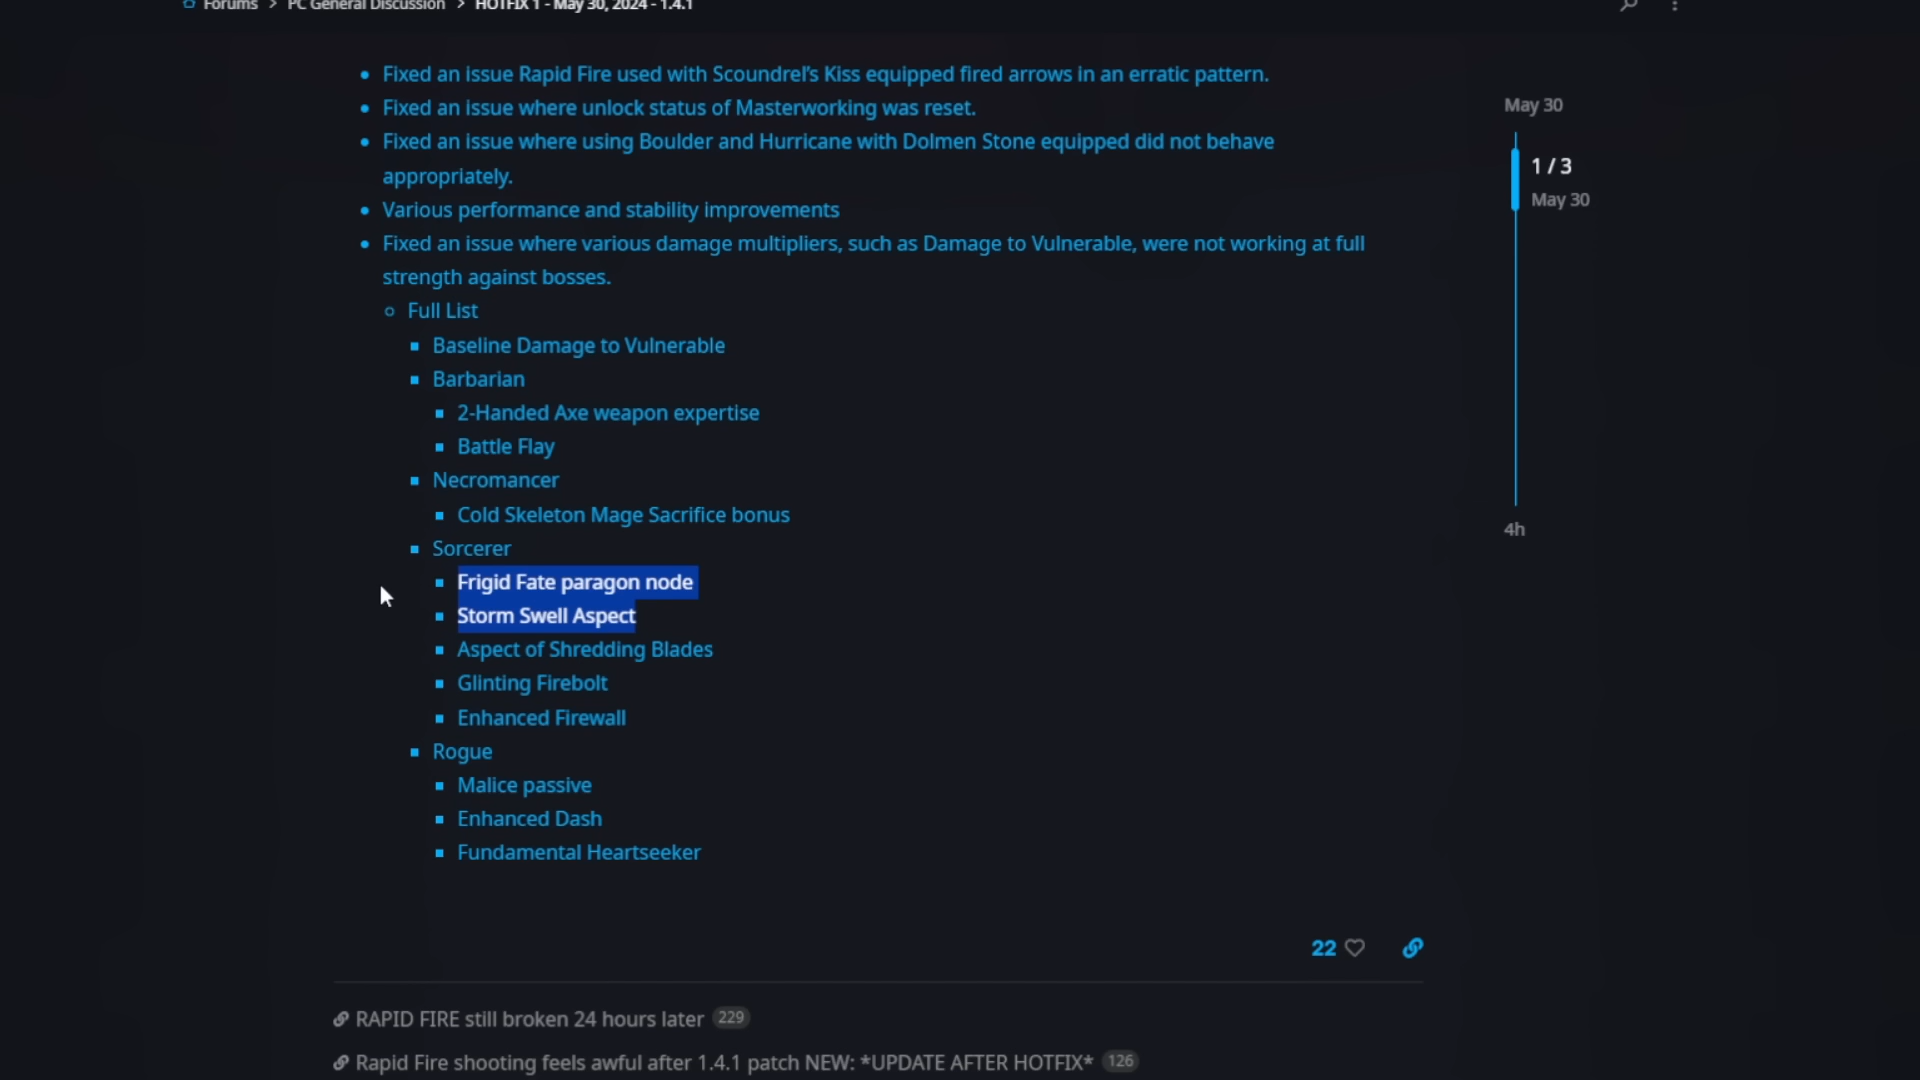 Forums > PC General Discussion > HOTFIX 1 - May 30, 2024 - 1.4.1
Fixed an issue Rapid Fire used with Scoundrel's Kiss equipped fired arrows in an erratic pattern.
Fixed an issue where unlock status of Masterworking was reset.
Fixed an issue where using Boulder and Hurricane with Dolmen Stone equipped did not behave
appropriately.
Various performance and stability improvements
Fixed an issue where various damage multipliers, such as Damage to Vulnerable, were not working at full
strength against bosses.
Full List
Baseline Damage to Vulnerable
Barbarian
2-Handed Axe weapon expertise
Battle Flay
Necromancer
Cold Skeleton Mage Sacrifice bonus
Sorcerer
Frigid Fate paragon node
Storm Swell Aspect
Aspect of Shredding Blades
Glinting Firebolt
Enhanced Firewall
Rogue
Malice passive
Enhanced Dash
Fundamental Heartseeker
May 30
1 / 3
May 30
4h
22
RAPID FIRE still broken 24 hours later 229
Rapid Fire shooting feels awful after 1.4.1 patch NEW: *UPDATE AFTER HOTFIX* 126